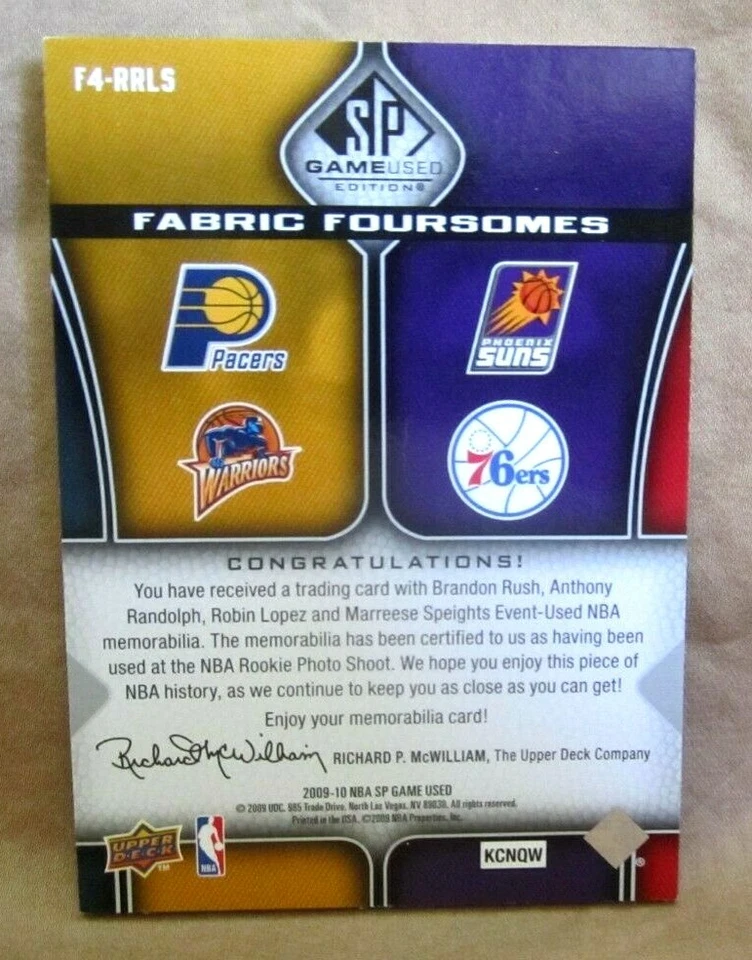 F4-RRLS
SP
GAMEUSED
EDITION®
FABRIC FOURSOMES
Pacers
PHOENIX
SUNS
WARRIORS
76ers
CONGRATULATIONS!
You have received a trading card with Brandon Rush, Anthony
Randolph, Robin Lopez and Marreese Speights Event-Used NBA
memorabilia. The memorabilia has been certified to us as having been
used at the NBA Rookie Photo Shoot. We hope you enjoy this piece of
NBA history, as we continue to keep you as close as you can get!
Enjoy your memorabilia card!
Richard McWilliam RICHARD P. McWILLIAM, The Upper Deck Company
2009-10 NBA SP GAME USED
© 2009 UDC. 985 Trade Drive, North Las Vegas, NV 89030. All rights reserved.
Printed in the USA. ©2009 NBA Properties, Inc.
UPPER
DECK
TM
NBA
KCNQW
®